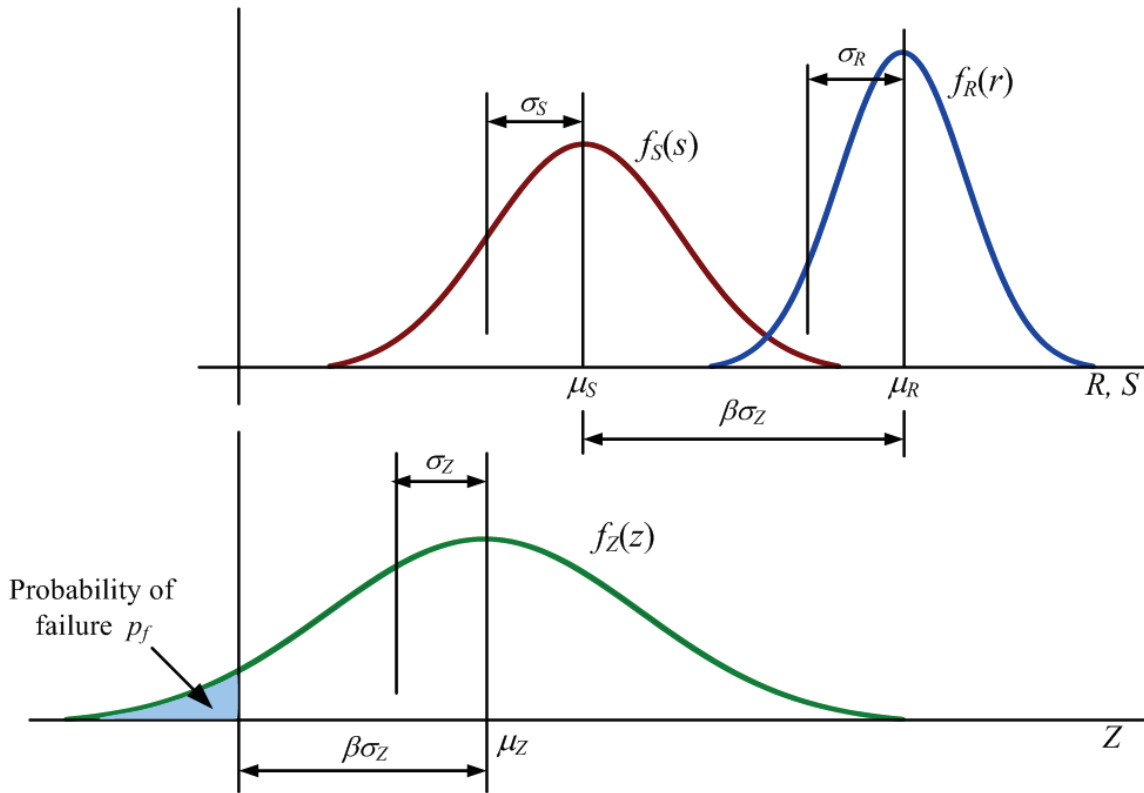 σR
fR(r)
σS
fS(s)
μS
μR
R, S
βσZ
σZ
fZ(z)
Probability of
failure pf
μZ
Z
βσZ